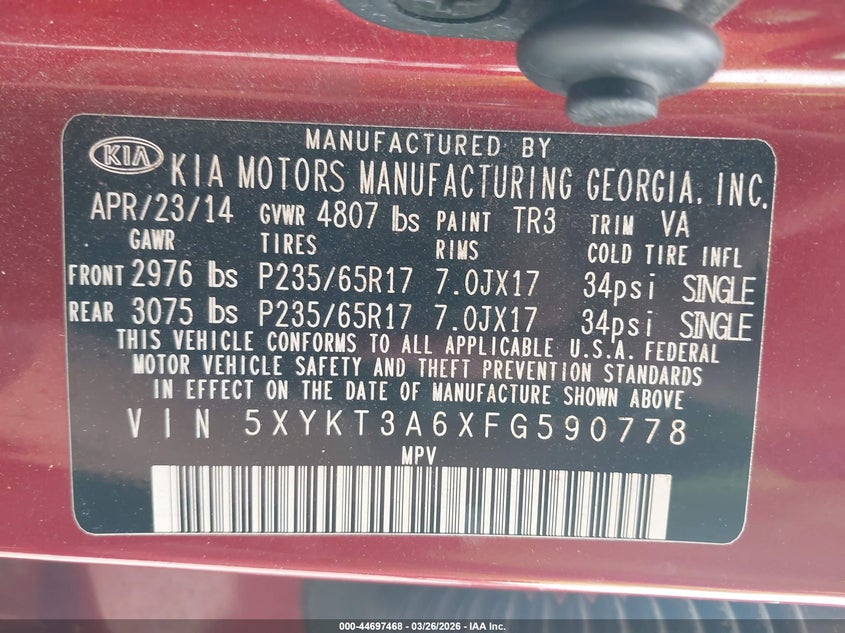 MANUFACTURED BY
KIA KIA MOTORS MANUFACTURING GEORGIA, INC.
APR/23/14 GVWR 4807 lbs PAINT TR3 TRIM VA
GAWR TIRES RIMS COLD TIRE INFL
FRONT 2976 lbs P235/65R17 7.0JX17 34psi SINGLE
REAR 3075 lbs P235/65R17 7.0JX17 34psi SINGLE
THIS VEHICLE CONFORMS TO ALL APPLICABLE U.S.A. FEDERAL
MOTOR VEHICLE SAFETY AND THEFT PREVENTION STANDARDS
IN EFFECT ON THE DATE OF MANUFACTURE SHOWN ABOVE
VIN 5XYKT3A6XFG590778
MPV
000-44697468 | 03/26/2026 | IAA Inc.